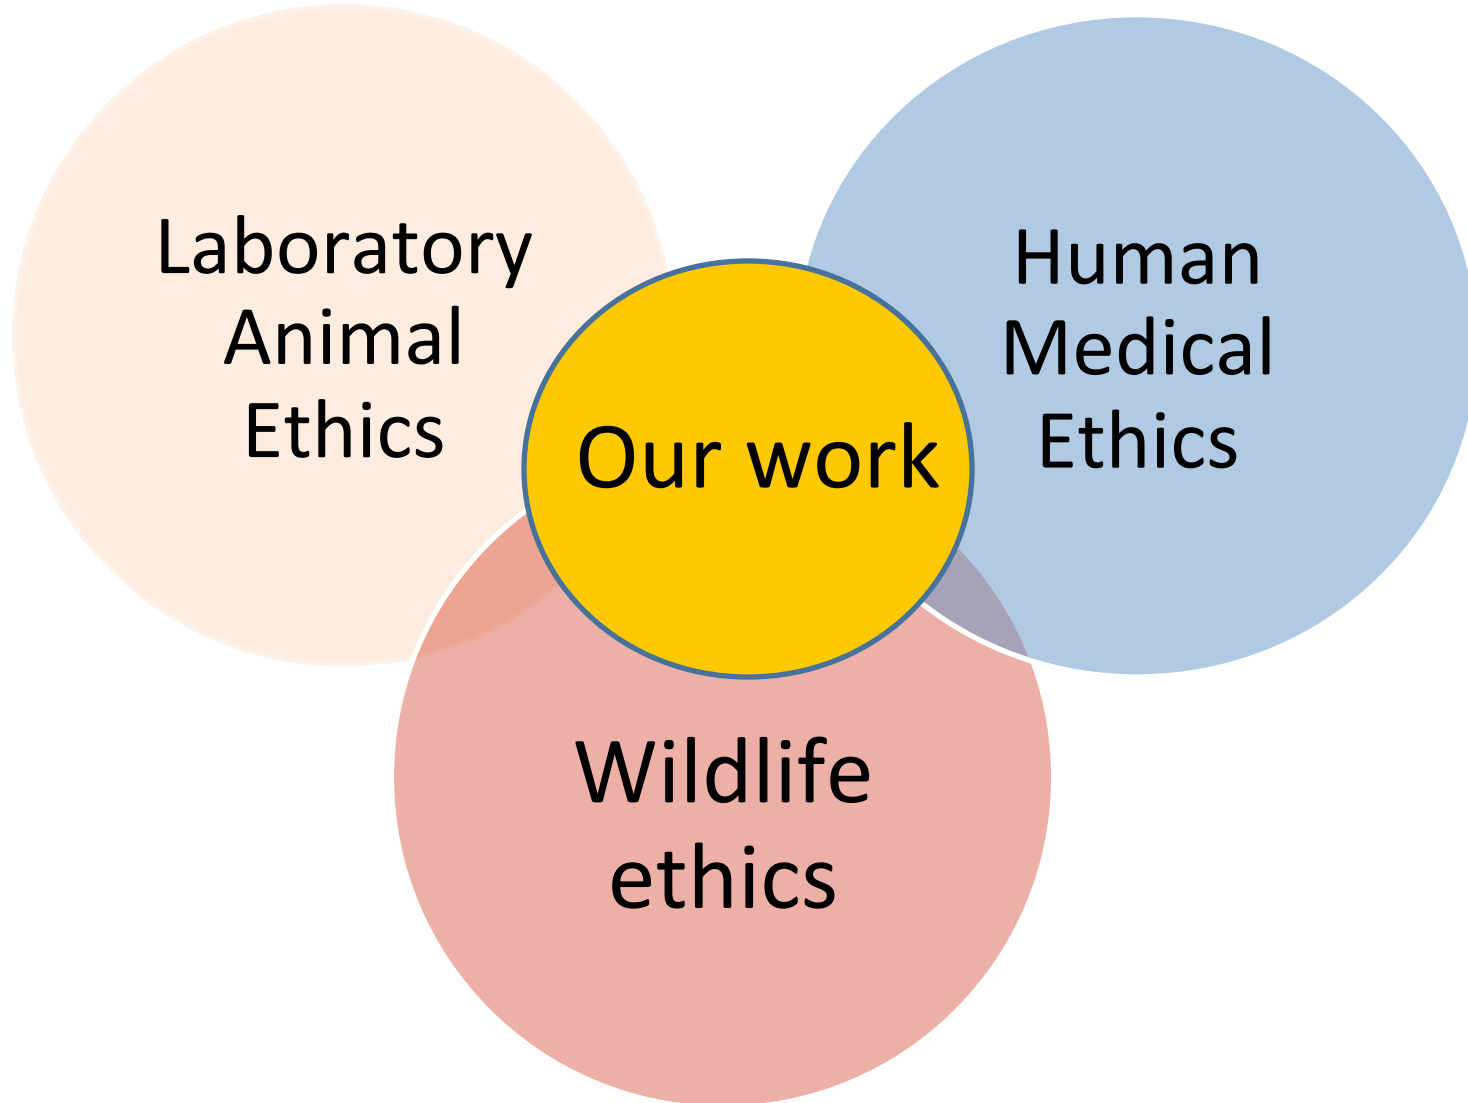 Laboratory
Animal
Ethics
Human
Medical
Ethics
Our work
Wildlife
ethics